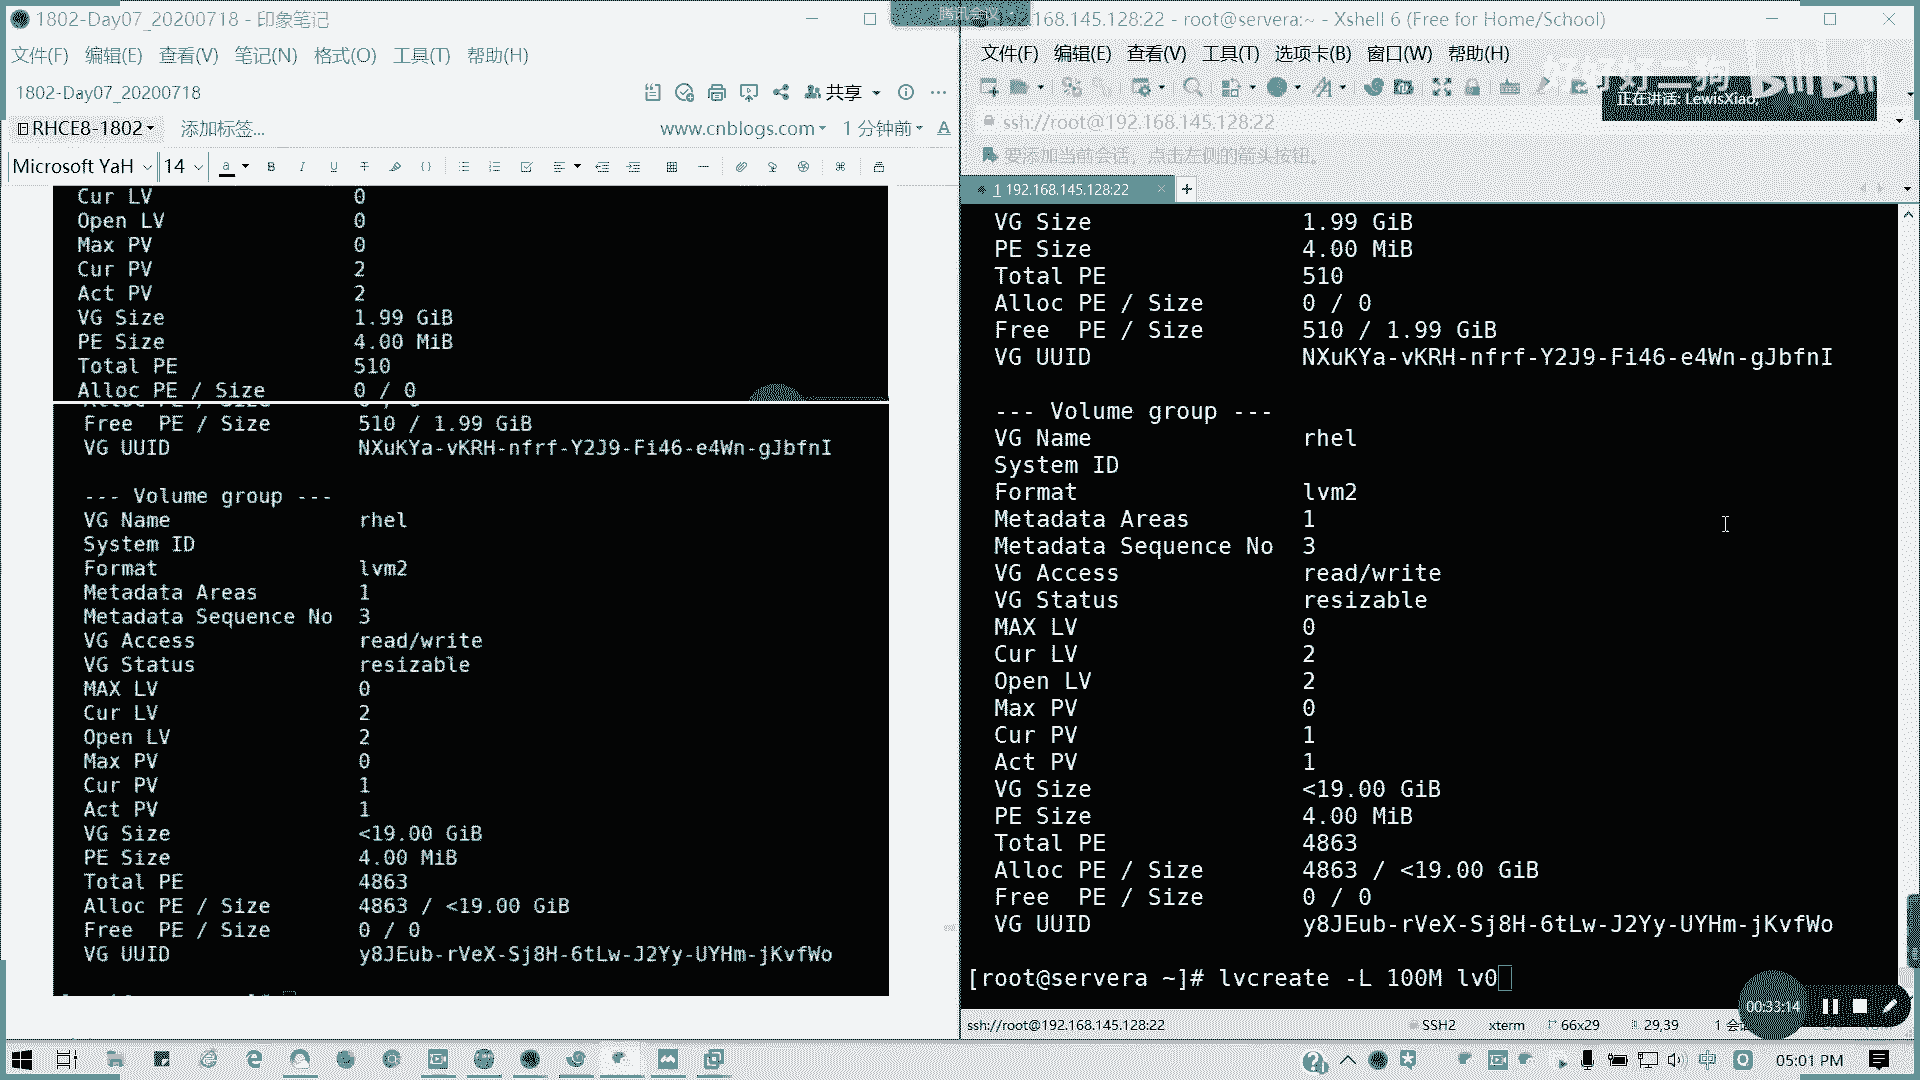 1802-Day07_20200718 - 印象笔记
文件(F) 编辑(E) 查看(V) 笔记(N) 格式(O) 工具(T) 帮助(H)
1802-Day07_20200718
共享
RHCE8-1802
添加标签...
www.cnblogs.com
1 分钟前
Microsoft YaH
14
Cur LV 0
Open LV 0
Max PV 0
Cur PV 2
Act PV 2
VG Size 1.99 GiB
PE Size 4.00 MiB
Total PE 510
Alloc PE / Size 0 / 0
Free PE / Size 510 / 1.99 GiB
VG UUID NXuKYa-vKRH-nfrf-Y2J9-Fi46-e4Wn-gJbfnI
--- Volume group ---
VG Name rhel
System ID
Format lvm2
Metadata Areas 1
Metadata Sequence No 3
VG Access read/write
VG Status resizable
MAX LV 0
Cur LV 2
Open LV 2
Max PV 0
Cur PV 1
Act PV 1
VG Size <19.00 GiB
PE Size 4.00 MiB
Total PE 4863
Alloc PE / Size 4863 / <19.00 GiB
Free PE / Size 0 / 0
VG UUID y8JEub-rVeX-Sj8H-6tLw-J2Yy-UYHm-jKvfWo
腾讯会议
168.145.128:22 - root@servera:~ - Xshell 6 (Free for Home/School)
文件(F) 编辑(E) 查看(V) 工具(T) 选项卡(B) 窗口(W) 帮助(H)
好好好二狗
bilibili
正在讲话: LewisXiao;
ssh://root@192.168.145.128:22
要添加当前会话，点击左侧的箭头按钮。
1 192.168.145.128:22
VG Size 1.99 GiB
PE Size 4.00 MiB
Total PE 510
Alloc PE / Size 0 / 0
Free PE / Size 510 / 1.99 GiB
VG UUID NXuKYa-vKRH-nfrf-Y2J9-Fi46-e4Wn-gJbfnI
--- Volume group ---
VG Name rhel
System ID
Format lvm2
Metadata Areas 1
Metadata Sequence No 3
VG Access read/write
VG Status resizable
MAX LV 0
Cur LV 2
Open LV 2
Max PV 0
Cur PV 1
Act PV 1
VG Size <19.00 GiB
PE Size 4.00 MiB
Total PE 4863
Alloc PE / Size 4863 / <19.00 GiB
Free PE / Size 0 / 0
VG UUID y8JEub-rVeX-Sj8H-6tLw-J2Yy-UYHm-jKvfWo
[root@servera ~]# lvcreate -L 100M lv0
00:33:14
ssh://root@192.168.145.128:22
SSH2
xterm
66x29
29,39
1 会
中
05:01 PM